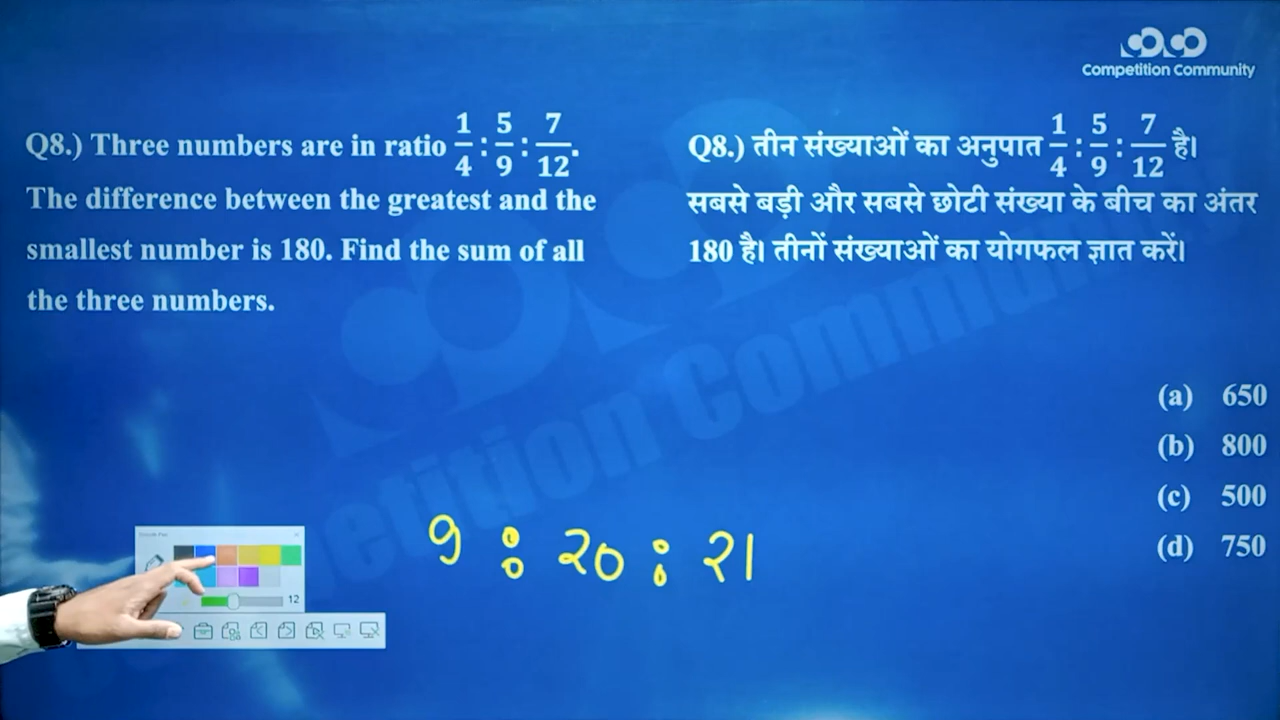 Competition Community
Q8.) Three numbers are in ratio 1/4 : 5/9 : 7/12.
The difference between the greatest and the
smallest number is 180. Find the sum of all
the three numbers.
Q8.) तीन संख्याओं का अनुपात 1/4 : 5/9 : 7/12 है।
सबसे बड़ी और सबसे छोटी संख्या के बीच का अंतर
180 है। तीनों संख्याओं का योगफल ज्ञात करें।
(a) 650
(b) 800
(c) 500
(d) 750
9 : 20 : 21
12